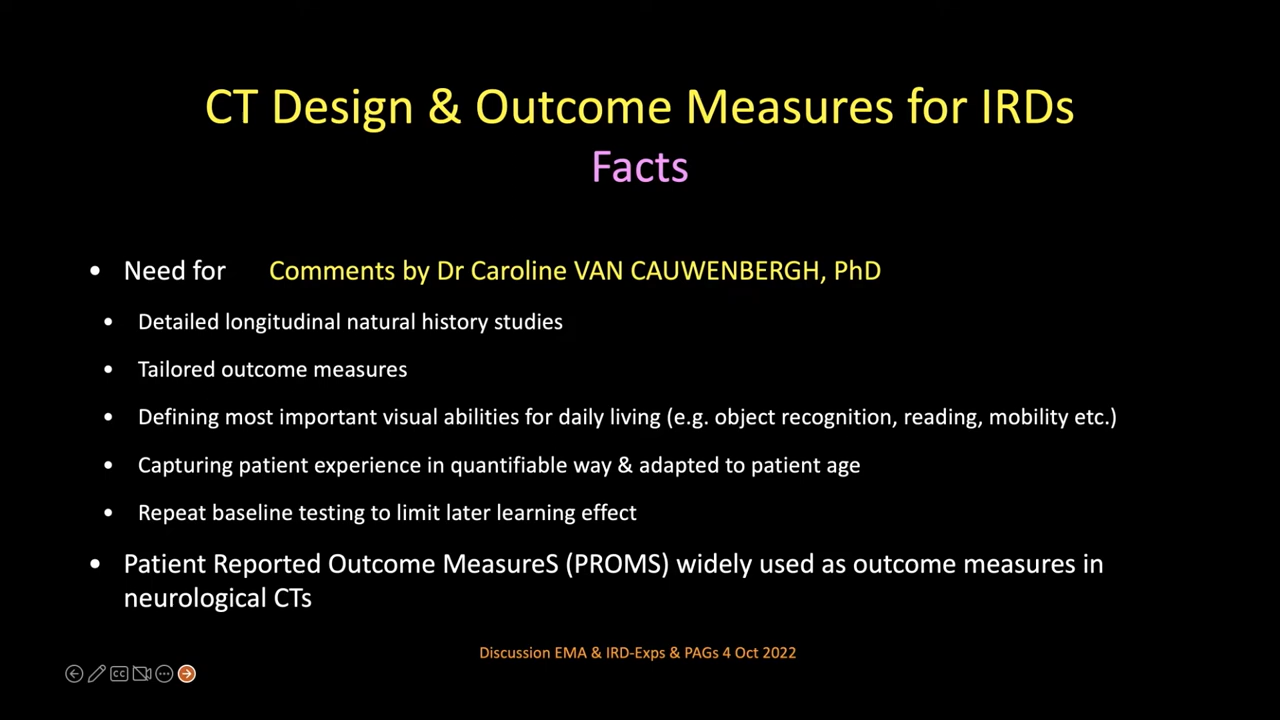 CT Design & Outcome Measures for IRDs
Facts
• Need for Comments by Dr Caroline VAN CAUWENBERGH, PhD
• Detailed longitudinal natural history studies
• Tailored outcome measures
• Defining most important visual abilities for daily living (e.g. object recognition, reading, mobility etc.)
• Capturing patient experience in quantifiable way & adapted to patient age
• Repeat baseline testing to limit later learning effect
• Patient Reported Outcome MeasureS (PROMS) widely used as outcome measures in
neurological CTs
Discussion EMA & IRD-Exps & PAGs 4 Oct 2022
CC